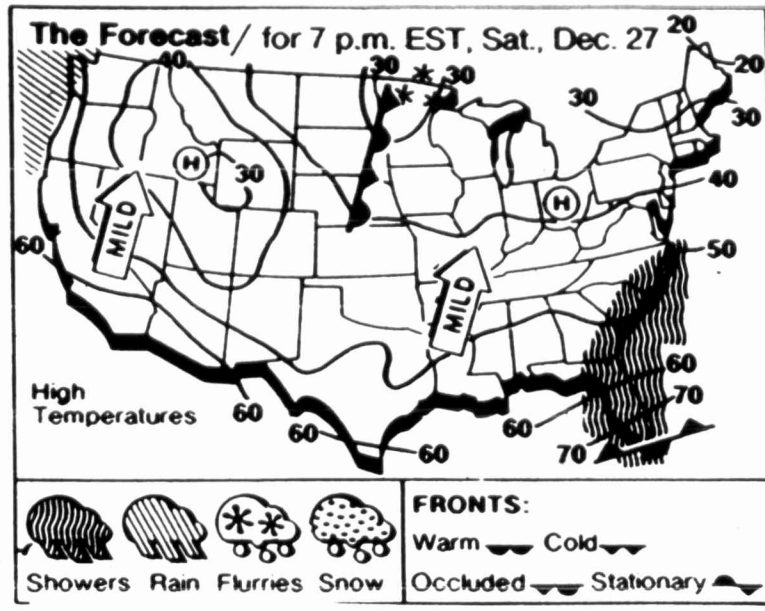 The Forecast / for 7 p.m. EST, Sat., Dec. 27
20
40
30
30
20
30
30
H
30
40
H
MILD
60
50
MILD
60
70
High
Temperatures
60
60
60
60
70
FRONTS:
Warm Cold
Showers Rain Flurries Snow
Occluded Stationary